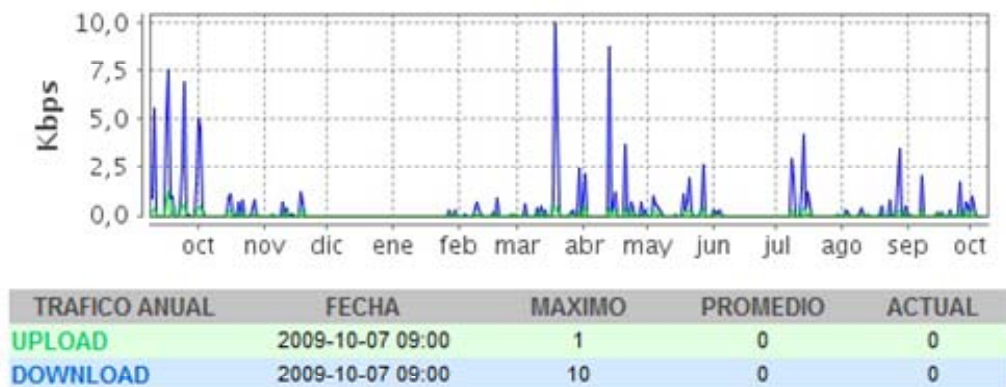 10,0
7,5
5,0
2,5
0,0
Kbps
oct nov dic ene feb mar abr may jun jul ago sep oct
TRAFICO ANUAL FECHA MAXIMO PROMEDIO ACTUAL
UPLOAD 2009-10-07 09:00 1 0 0
DOWNLOAD 2009-10-07 09:00 10 0 0